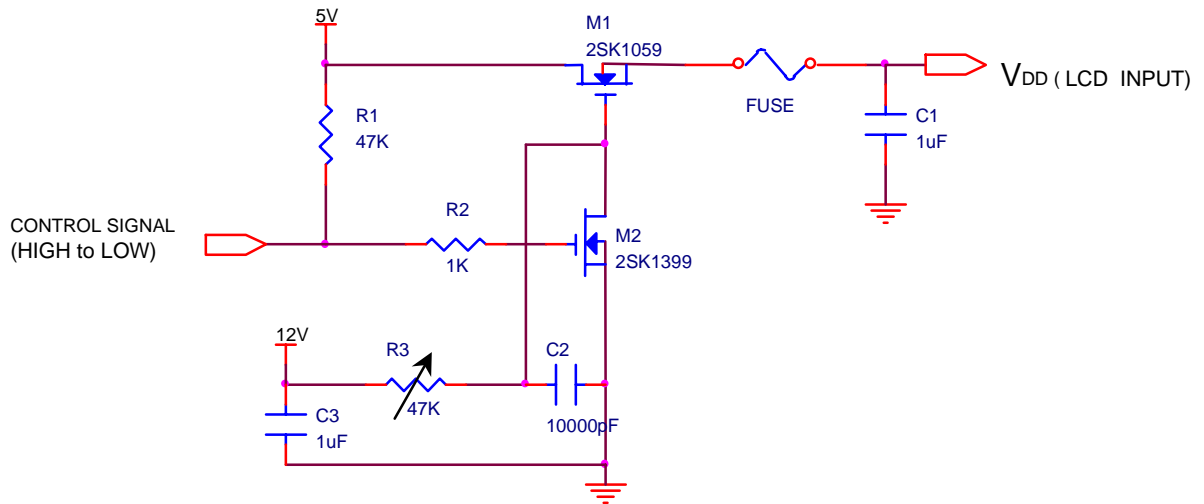 5V
M1
2SK1059
VDD ( LCD INPUT)
FUSE
R1
47K
C1
1uF
CONTROL SIGNAL
(HIGH to LOW)
R2
1K
M2
2SK1399
12V
R3
47K
C2
10000pF
C3
1uF